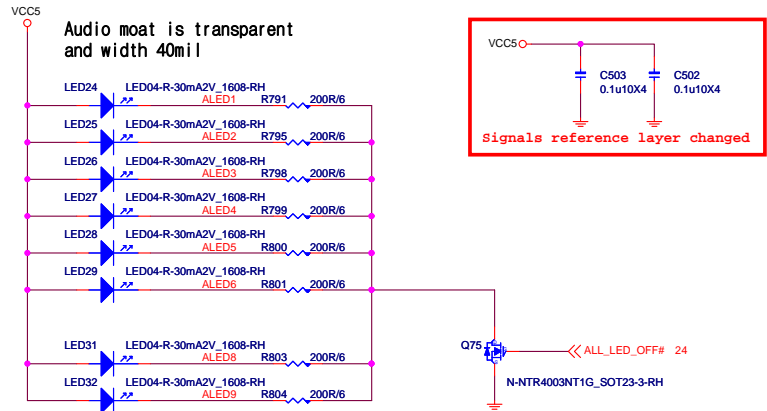 VCC5
Audio moat is transparent
and width 40mil
VCC5
C503
0.1u10X4
C502
0.1u10X4
Signals reference layer changed
LED24 LED04-R-30mA2V_1608-RH
ALED1 R791 200R/6
LED25 LED04-R-30mA2V_1608-RH
ALED2 R795 200R/6
LED26 LED04-R-30mA2V_1608-RH
ALED3 R798 200R/6
LED27 LED04-R-30mA2V_1608-RH
ALED4 R799 200R/6
LED28 LED04-R-30mA2V_1608-RH
ALED5 R800 200R/6
LED29 LED04-R-30mA2V_1608-RH
ALED6 R801 200R/6
LED31 LED04-R-30mA2V_1608-RH
ALED8 R803 200R/6
LED32 LED04-R-30mA2V_1608-RH
ALED9 R804 200R/6
Q75
ALL_LED_OFF# 24
N-NTR4003NT1G_SOT23-3-RH